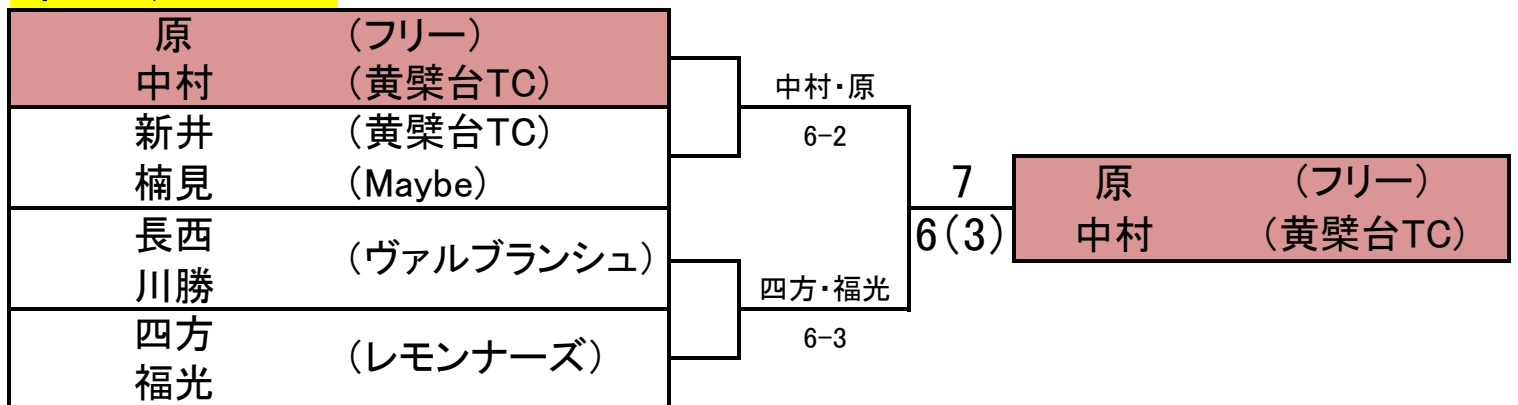 原 (フリー)
中村 (黄檗台TC)
新井 (黄檗台TC)
楠見 (Maybe)
長西
川勝
(ヴァルブランシュ)
四方
福光
(レモンナーズ)
中村・原
6-2
四方・福光
6-3
7
6(3)
原 (フリー)
中村 (黄檗台TC)